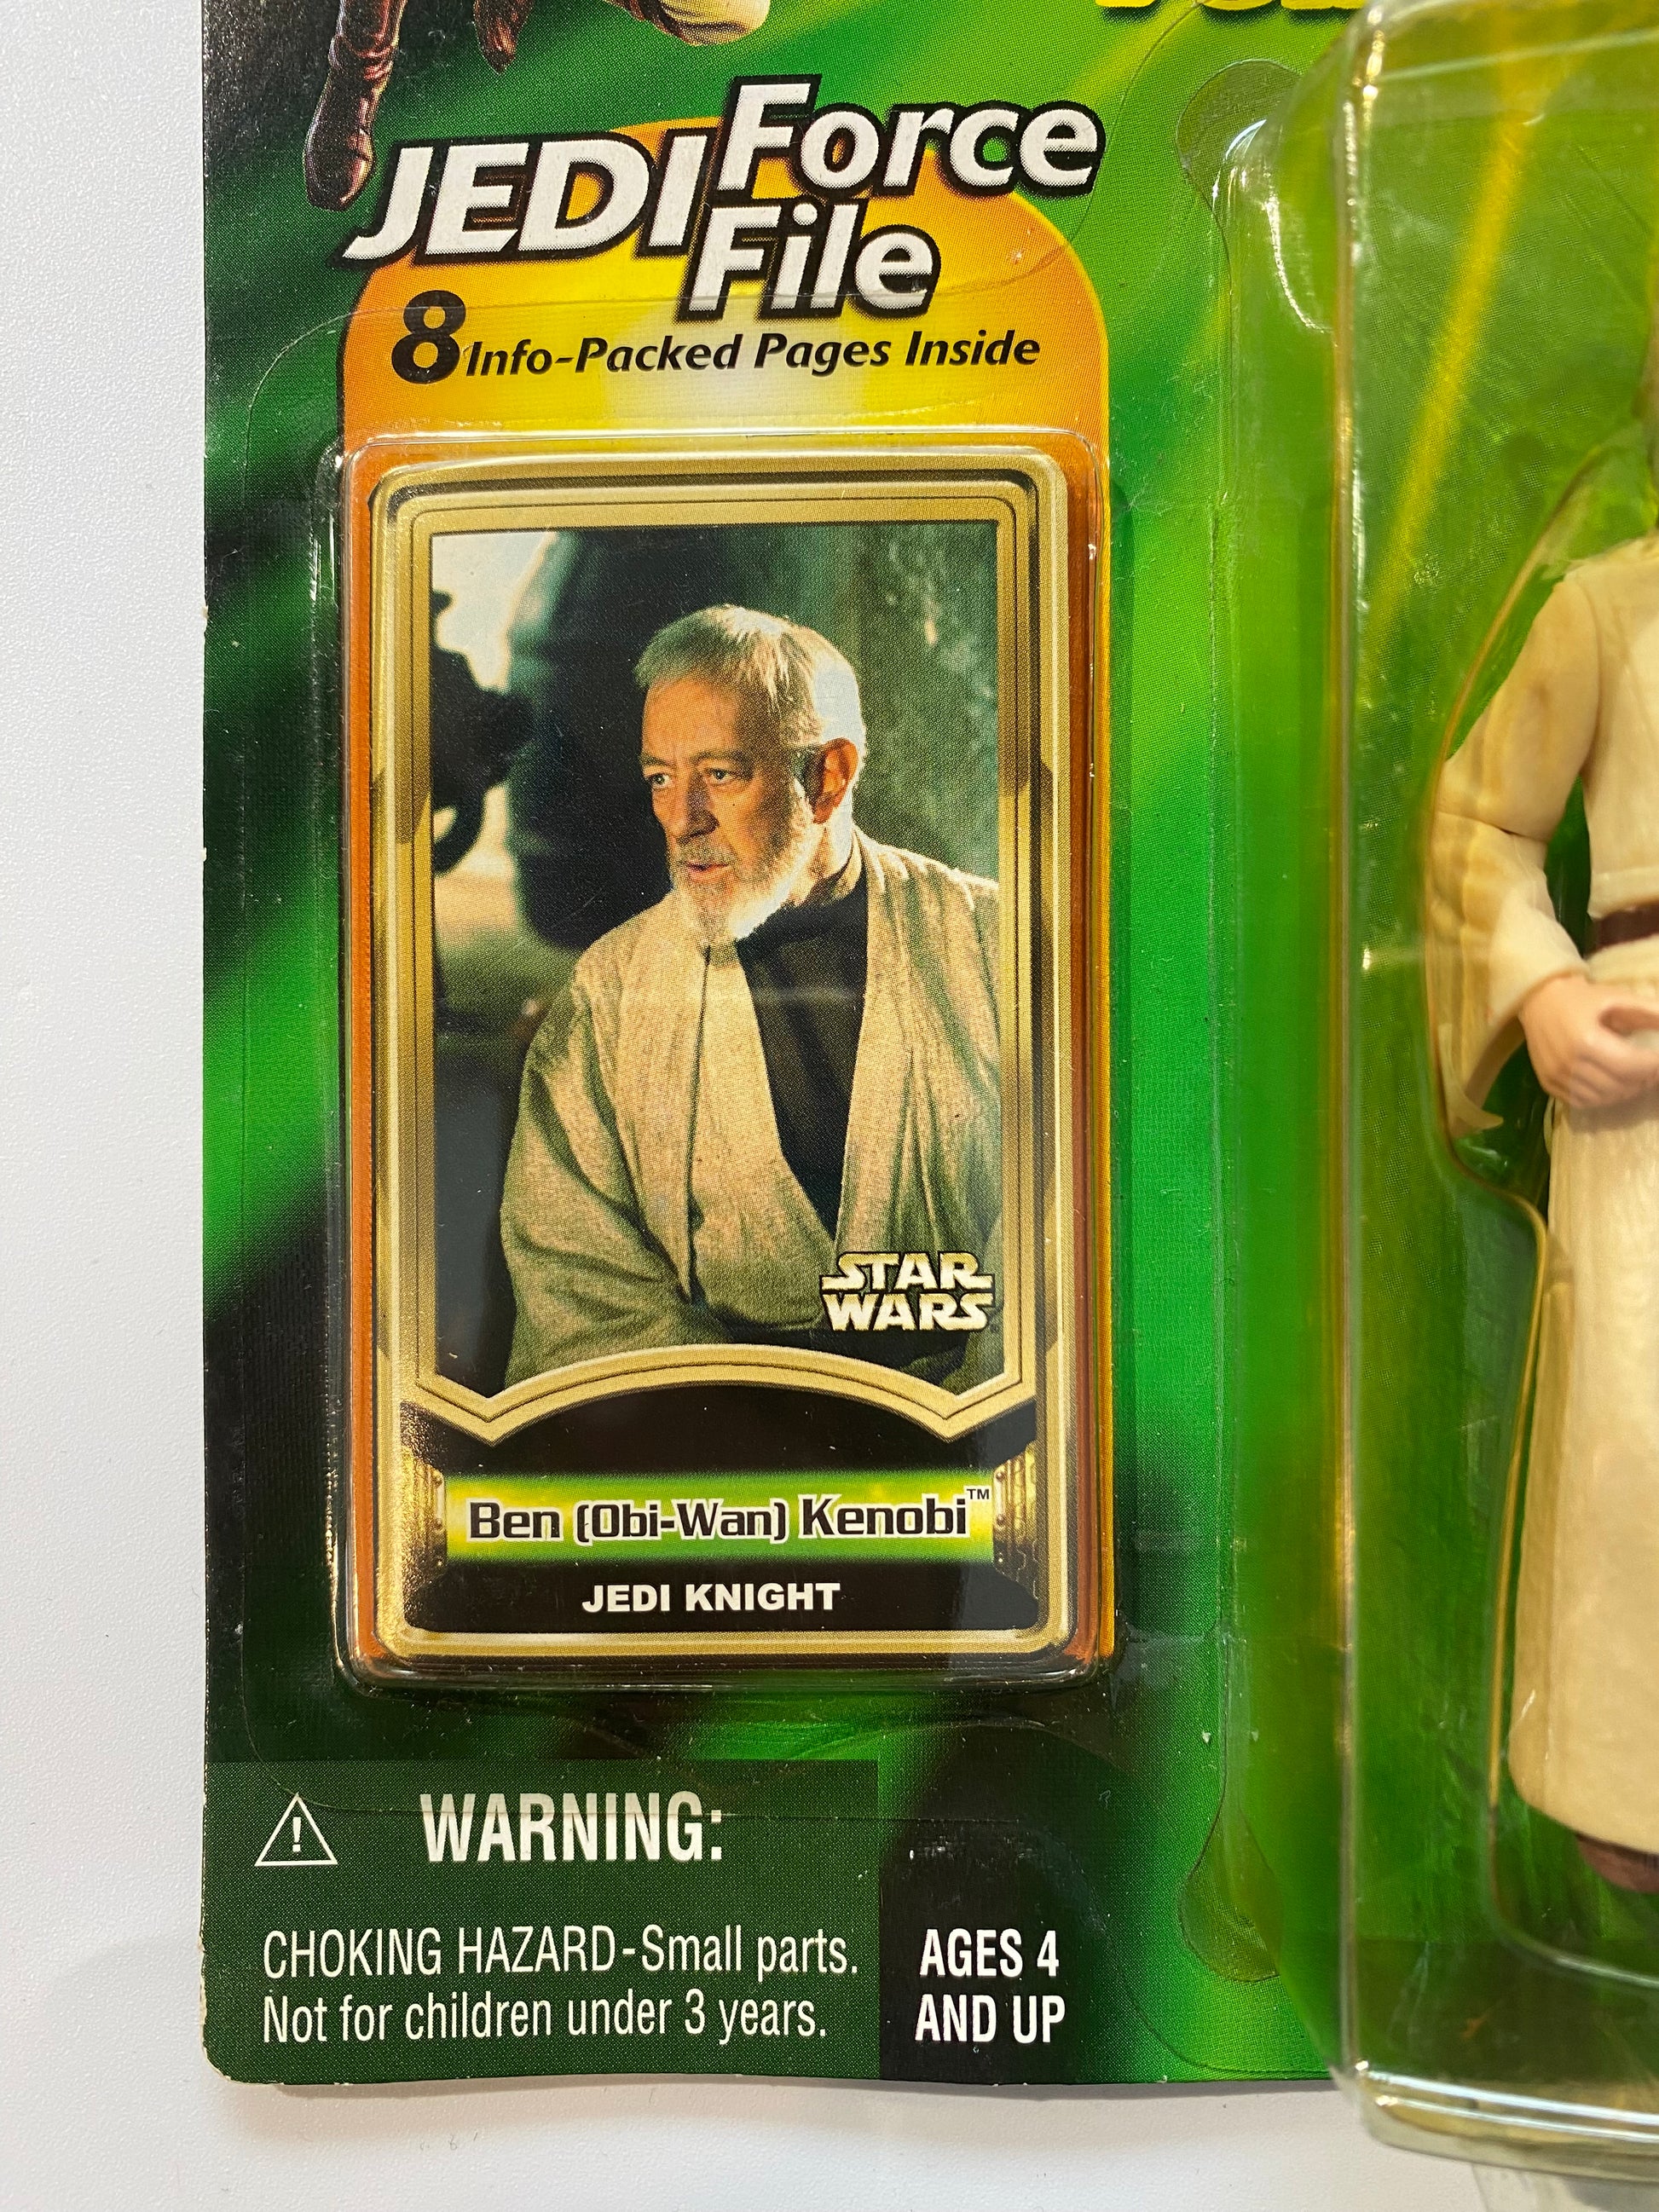 JEDI Force
File
8 Info-Packed Pages Inside
STAR
WARS
Ben (Obi-Wan) Kenobi™
JEDI KNIGHT
WARNING:
CHOKING HAZARD-Small parts.
Not for children under 3 years.
AGES 4
AND UP